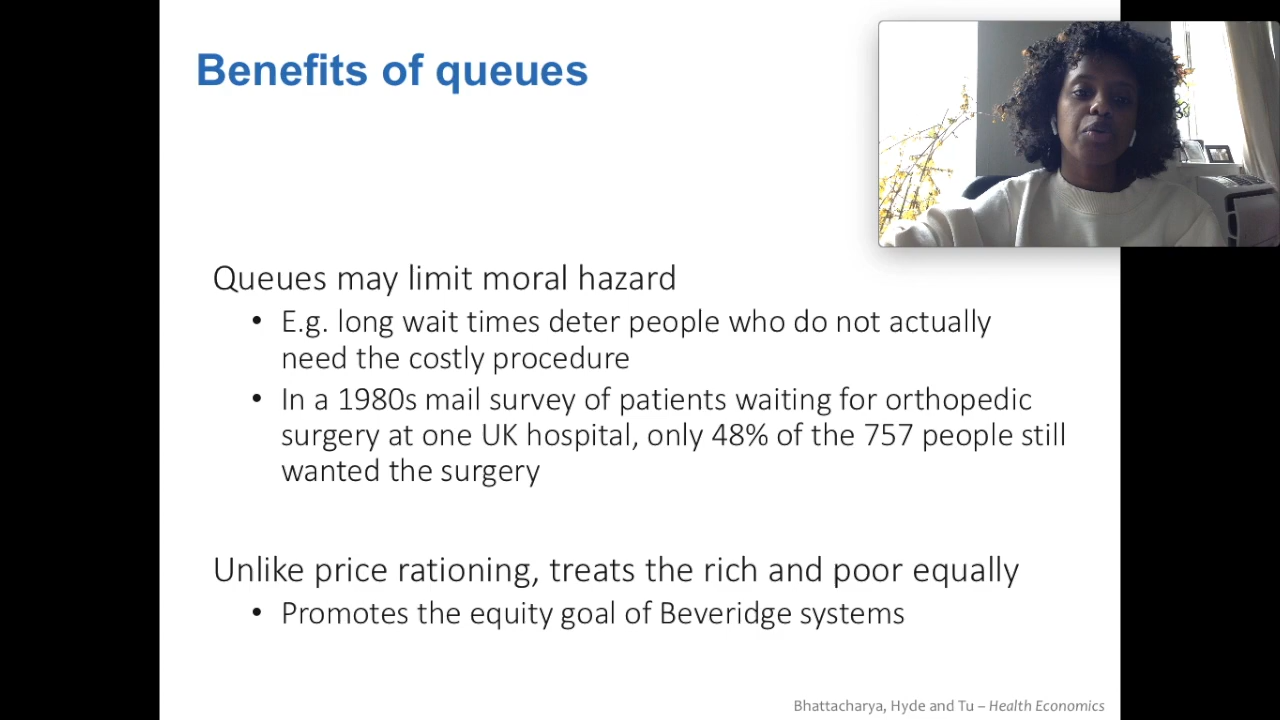 Benefits of queues
Queues may limit moral hazard
• E.g. long wait times deter people who do not actually
need the costly procedure
• In a 1980s mail survey of patients waiting for orthopedic
surgery at one UK hospital, only 48% of the 757 people still
wanted the surgery
Unlike price rationing, treats the rich and poor equally
• Promotes the equity goal of Beveridge systems
Bhattacharya, Hyde and Tu – Health Economics